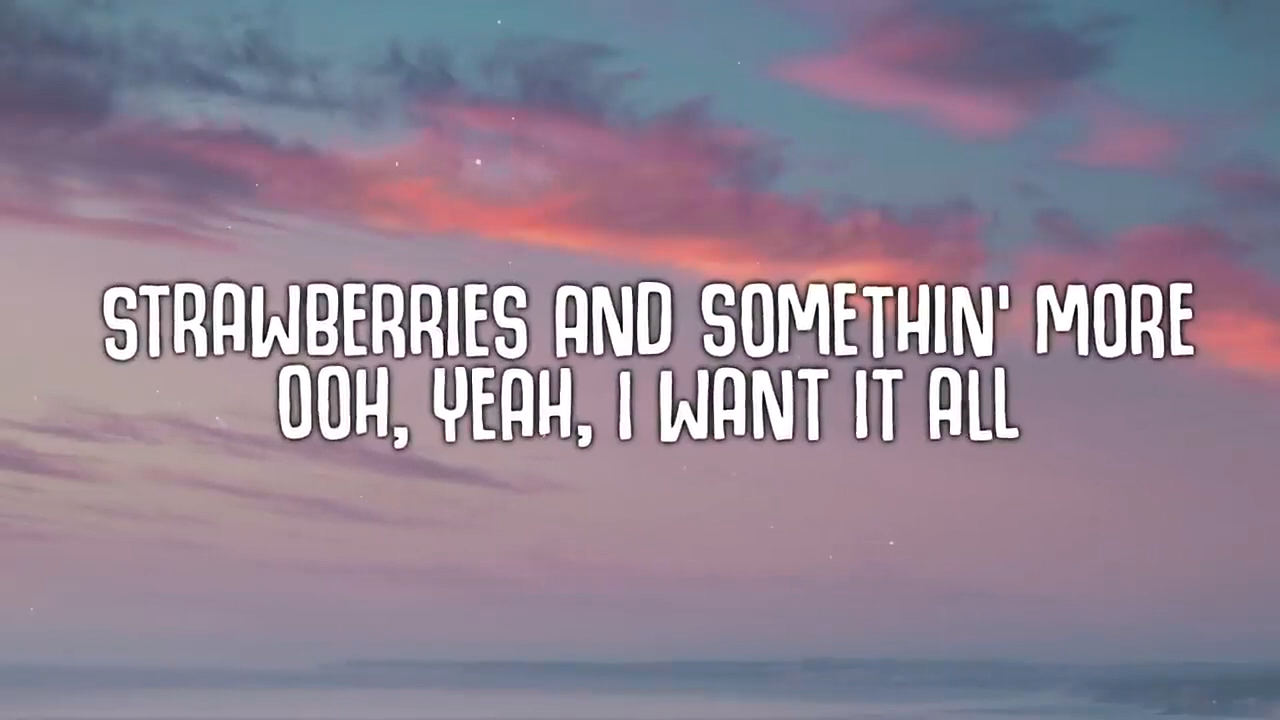 STRAWBERRIES AND SOMETHIN' MORE
OOH, YEAH, I WANT IT ALL